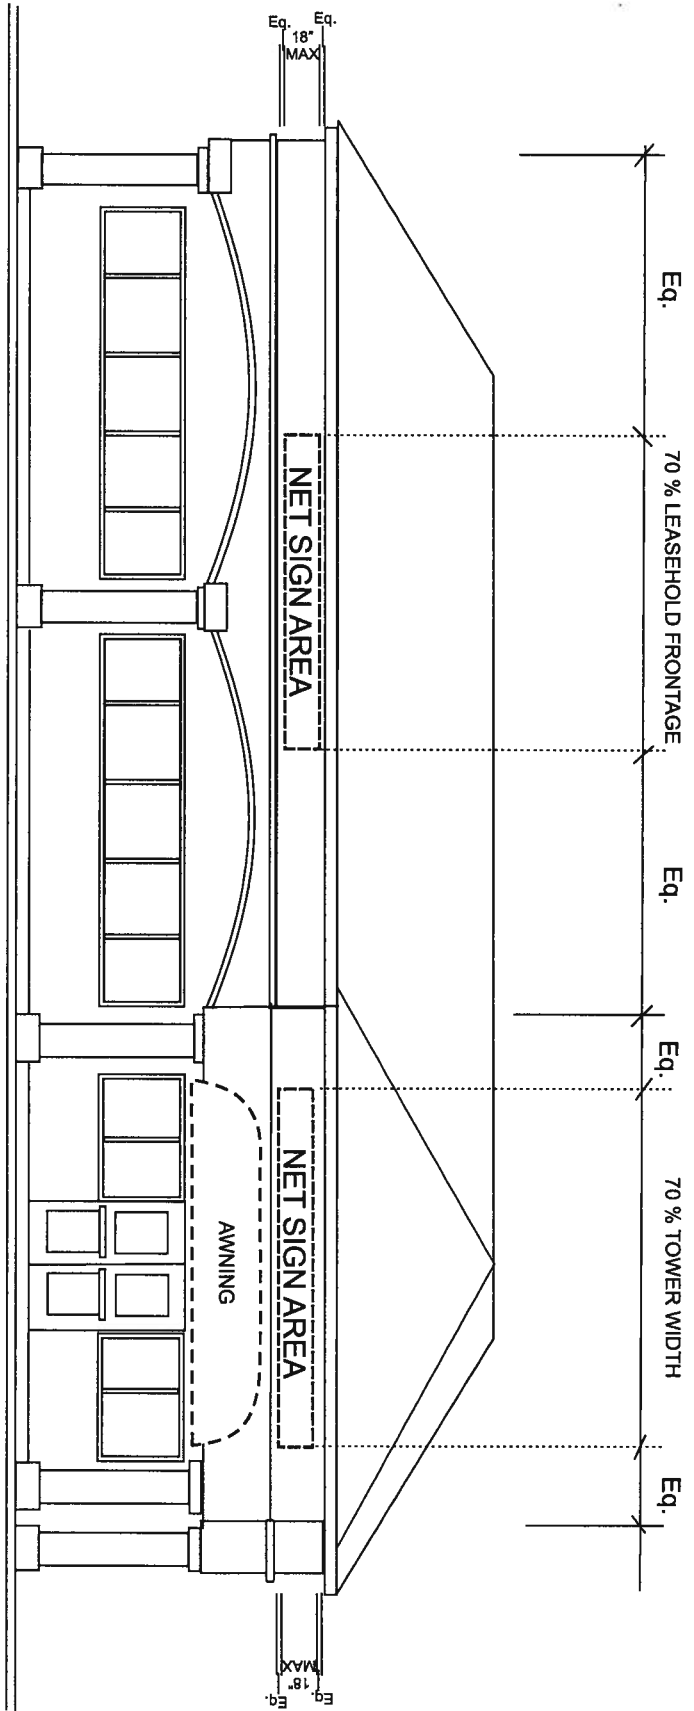 Eq.
70 % LEASEHOLD FRONTAGE
Eq.
Eq.
70 % TOWER WIDTH
Eq.
Eq.
Eq.
18"
MAX
NET SIGN AREA
NET SIGN AREA
AWNING
Eq.
Eq.
18"
MAX